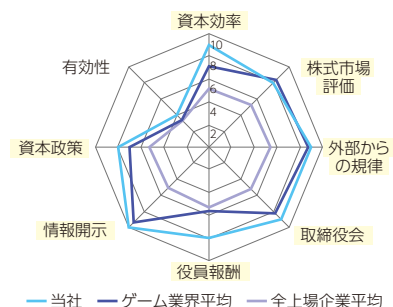 資本効率
10
8
6
4
2
株式市場
評価
外部から
の規律
取締役会
役員報酬
情報開示
資本政策
有効性
当社 ゲーム業界平均 全上場企業平均